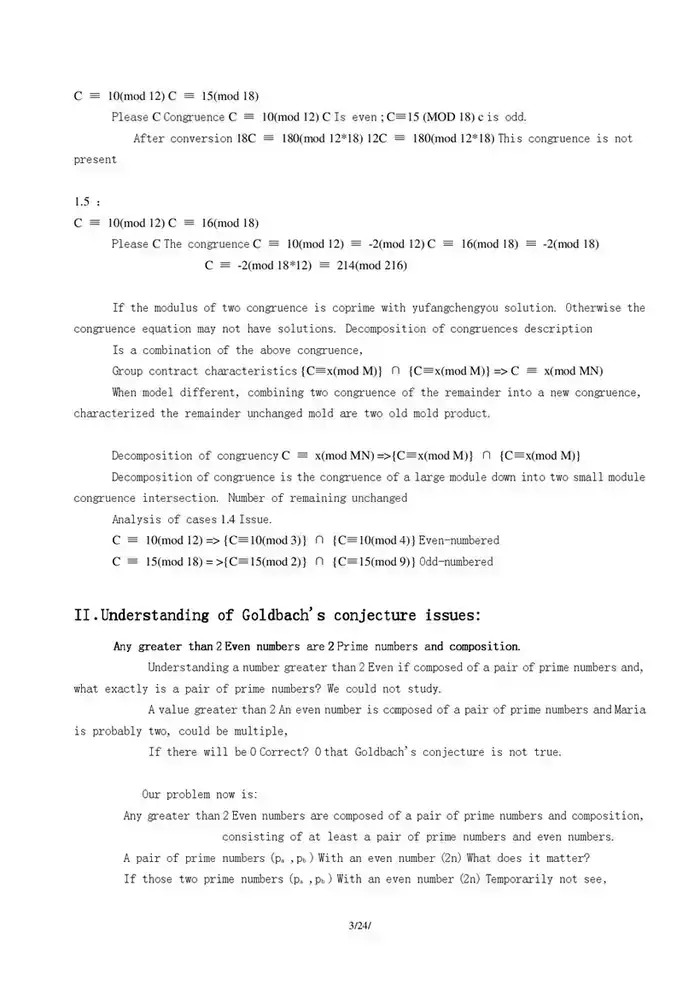 C ≡ 10(mod 12) C ≡ 15(mod 18)
Please C Congruence C ≡ 10(mod 12) C Is even ; C≡15 (MOD 18) c is odd.
After conversion 18C ≡ 180(mod 12*18) 12C ≡ 180(mod 12*18) This congruence is not
present
1.5 :
C ≡ 10(mod 12) C ≡ 16(mod 18)
Please C The congruence C ≡ 10(mod 12) ≡ -2(mod 12) C ≡ 16(mod 18) ≡ -2(mod 18)
C ≡ -2(mod 18*12) ≡ 214(mod 216)
If the modulus of two congruence is coprime with yufangchengyou solution. Otherwise the
congruence equation may not have solutions. Decomposition of congruences description
Is a combination of the above congruence,
Group contract characteristics {C≡x(mod M)} ∩ {C≡x(mod M)} => C ≡ x(mod MN)
When model different, combining two congruence of the remainder into a new congruence,
characterized the remainder unchanged mold are two old mold product.
Decomposition of congruency C ≡ x(mod MN) =>{C≡x(mod M)} ∩ {C≡x(mod M)}
Decomposition of congruence is the congruence of a large module down into two small module
congruence intersection. Number of remaining unchanged
Analysis of cases 1.4 Issue.
C ≡ 10(mod 12) => {C≡10(mod 3)} ∩ {C≡10(mod 4)} Even-numbered
C ≡ 15(mod 18) = >{C≡15(mod 2)} ∩ {C≡15(mod 9)} Odd-numbered
II.Understanding of Goldbach's conjecture issues:
Any greater than 2 Even numbers are 2 Prime numbers and composition.
Understanding a number greater than 2 Even if composed of a pair of prime numbers and,
what exactly is a pair of prime numbers? We could not study.
A value greater than 2 An even number is composed of a pair of prime numbers and Maria
is probably two, could be multiple,
If there will be 0 Correct? 0 that Goldbach's conjecture is not true.
Our problem now is:
Any greater than 2 Even numbers are composed of a pair of prime numbers and composition,
consisting of at least a pair of prime numbers and even numbers.
A pair of prime numbers (pₐ ,p_b ) With an even number (2n) What does it matter?
If those two prime numbers (pₐ ,p_b ) With an even number (2n) Temporarily not see,
3/24/